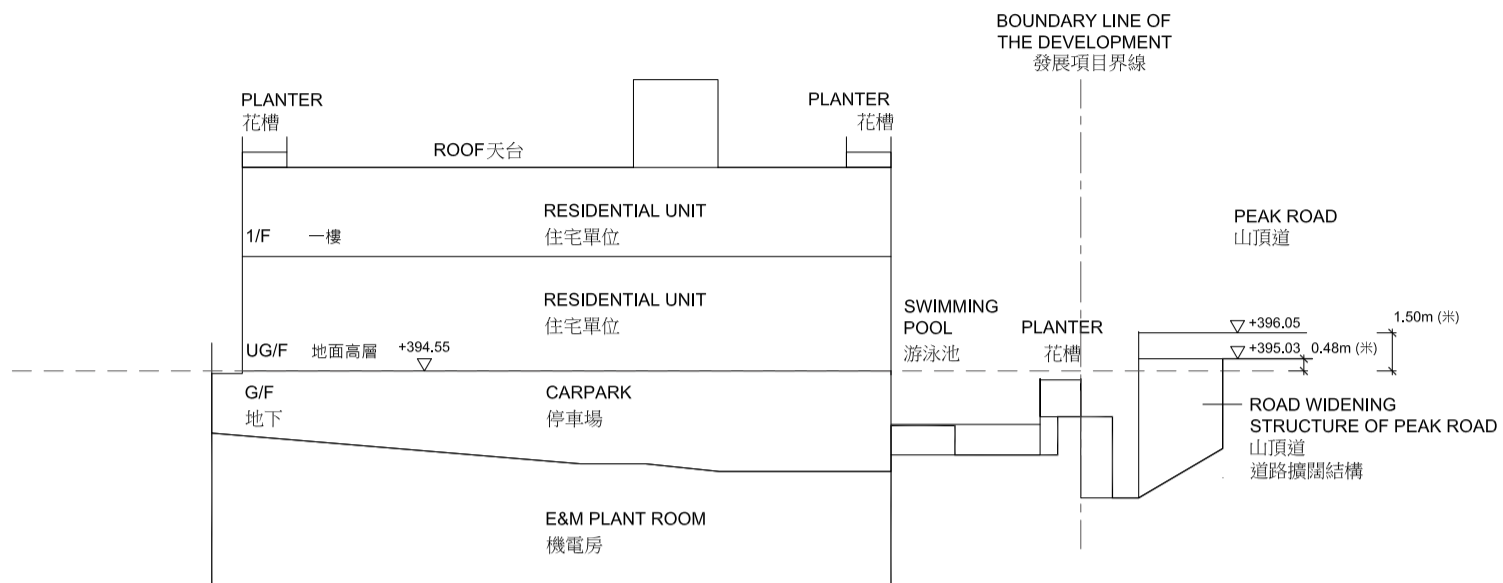 BOUNDARY LINE OF
THE DEVELOPMENT
發展項目界線
PLANTER
花槽
PLANTER
花槽
ROOF天台
RESIDENTIAL UNIT
住宅單位
1/F 一樓
PEAK ROAD
山頂道
RESIDENTIAL UNIT
住宅單位
SWIMMING
POOL
游泳池
PLANTER
花槽
+396.05
1.50m (米)
+395.03
0.48m (米)
UG/F 地面高層 +394.55
G/F
地下
CARPARK
停車場
ROAD WIDENING
STRUCTURE OF PEAK ROAD
山頂道
道路擴闊結構
E&M PLANT ROOM
機電房